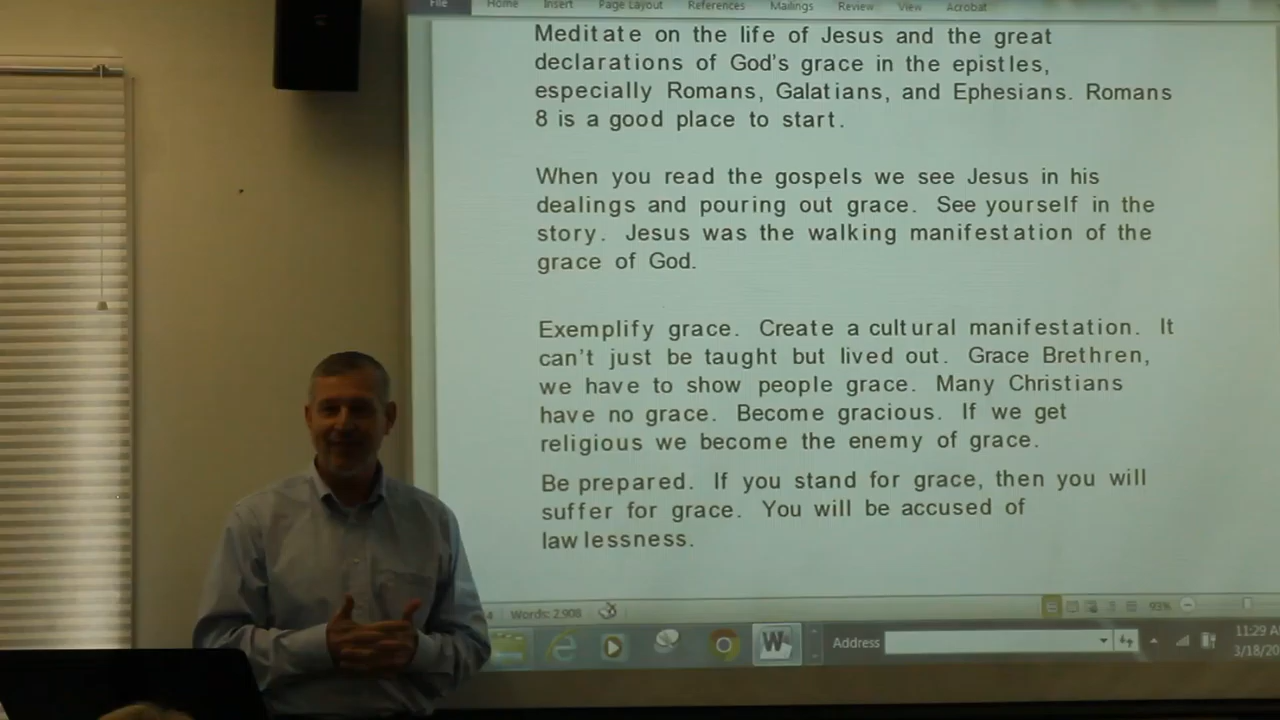 File Home Insert Page Layout References Mailings Review View Acrobat
Meditate on the life of Jesus and the great
declarations of God's grace in the epistles,
especially Romans, Galatians, and Ephesians. Romans
8 is a good place to start.
When you read the gospels we see Jesus in his
dealings and pouring out grace. See yourself in the
story. Jesus was the walking manifestation of the
grace of God.
Exemplify grace. Create a cultural manifestation. It
can't just be taught but lived out. Grace Brethren,
we have to show people grace. Many Christians
have no grace. Become gracious. If we get
religious we become the enemy of grace.
Be prepared. If you stand for grace, then you will
suffer for grace. You will be accused of
lawlessness.
4 Words: 2,908 93%
Address 11:29 A
3/18/20